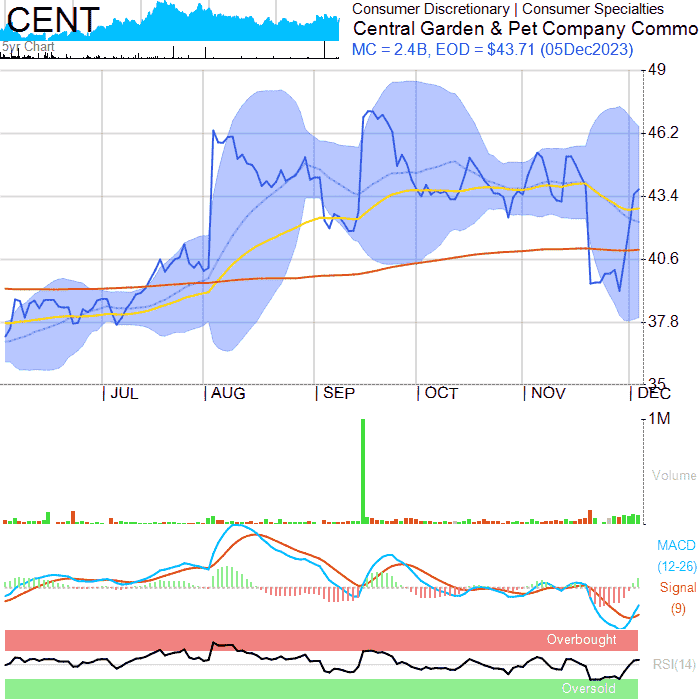 CENT
5yr Chart
Consumer Discretionary | Consumer Specialties
Central Garden & Pet Company Commo
MC = 2.4B, EOD = $43.71 (05Dec2023)
49
46.2
43.4
40.6
37.8
35
JUL AUG SEP OCT NOV DEC
1M
Volume
MACD
(12-26)
Signal
(9)
Overbought
RSI(14)
Oversold